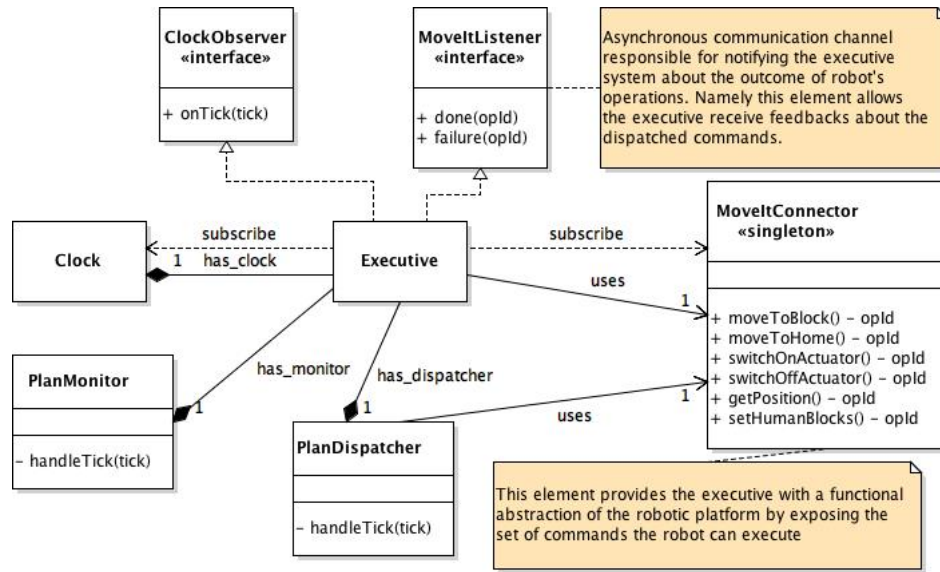 ClockObserver
«interface»
+ onTick(tick)
MoveItListener
«interface»
+ done(opId)
+ failure(opId)
Asynchronous communication channel
responsible for notifying the executive
system about the outcome of robot's
operations. Namely this element allows
the executive receive feedbacks about the
dispatched commands.
Clock
subscribe
1 has_clock
Executive
subscribe
uses
1
MoveItConnector
«singleton»
+ moveToBlock() – opId
+ moveToHome() – opId
+ switchOnActuator() – opId
+ switchOffActuator() – opId
+ getPosition() – opId
+ setHumanBlocks() – opId
PlanMonitor
- handleTick(tick)
has_monitor
1
has_dispatcher
1
uses
1
PlanDispatcher
- handleTick(tick)
This element provides the executive with a functional
abstraction of the robotic platform by exposing the
set of commands the robot can execute